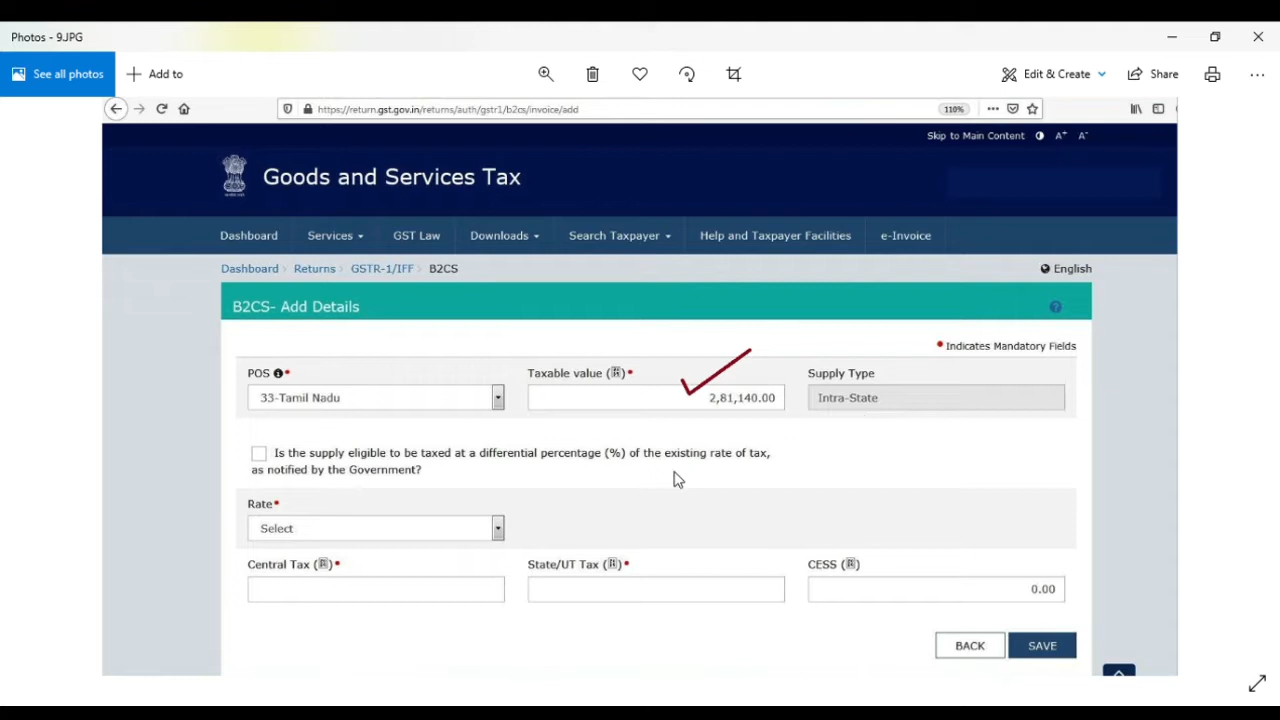 Photos - 9.JPG
See all photos
Add to
Edit & Create
Share
https://return.gst.gov.in/returns/auth/gstr1/b2cs/invoice/add
110%
Skip to Main Content
A+ A-
Goods and Services Tax
Dashboard Services GST Law Downloads Search Taxpayer Help and Taxpayer Facilities e-Invoice
Dashboard Returns GSTR-1/IFF B2CS
English
B2CS- Add Details
• Indicates Mandatory Fields
POS • Taxable value () • Supply Type
33-Tamil Nadu 2,81,140.00 Intra-State
Is the supply eligible to be taxed at a differential percentage (%) of the existing rate of tax,
as notified by the Government?
Rate•
Select
Central Tax () • State/UT Tax () • CESS ()
0.00
BACK SAVE